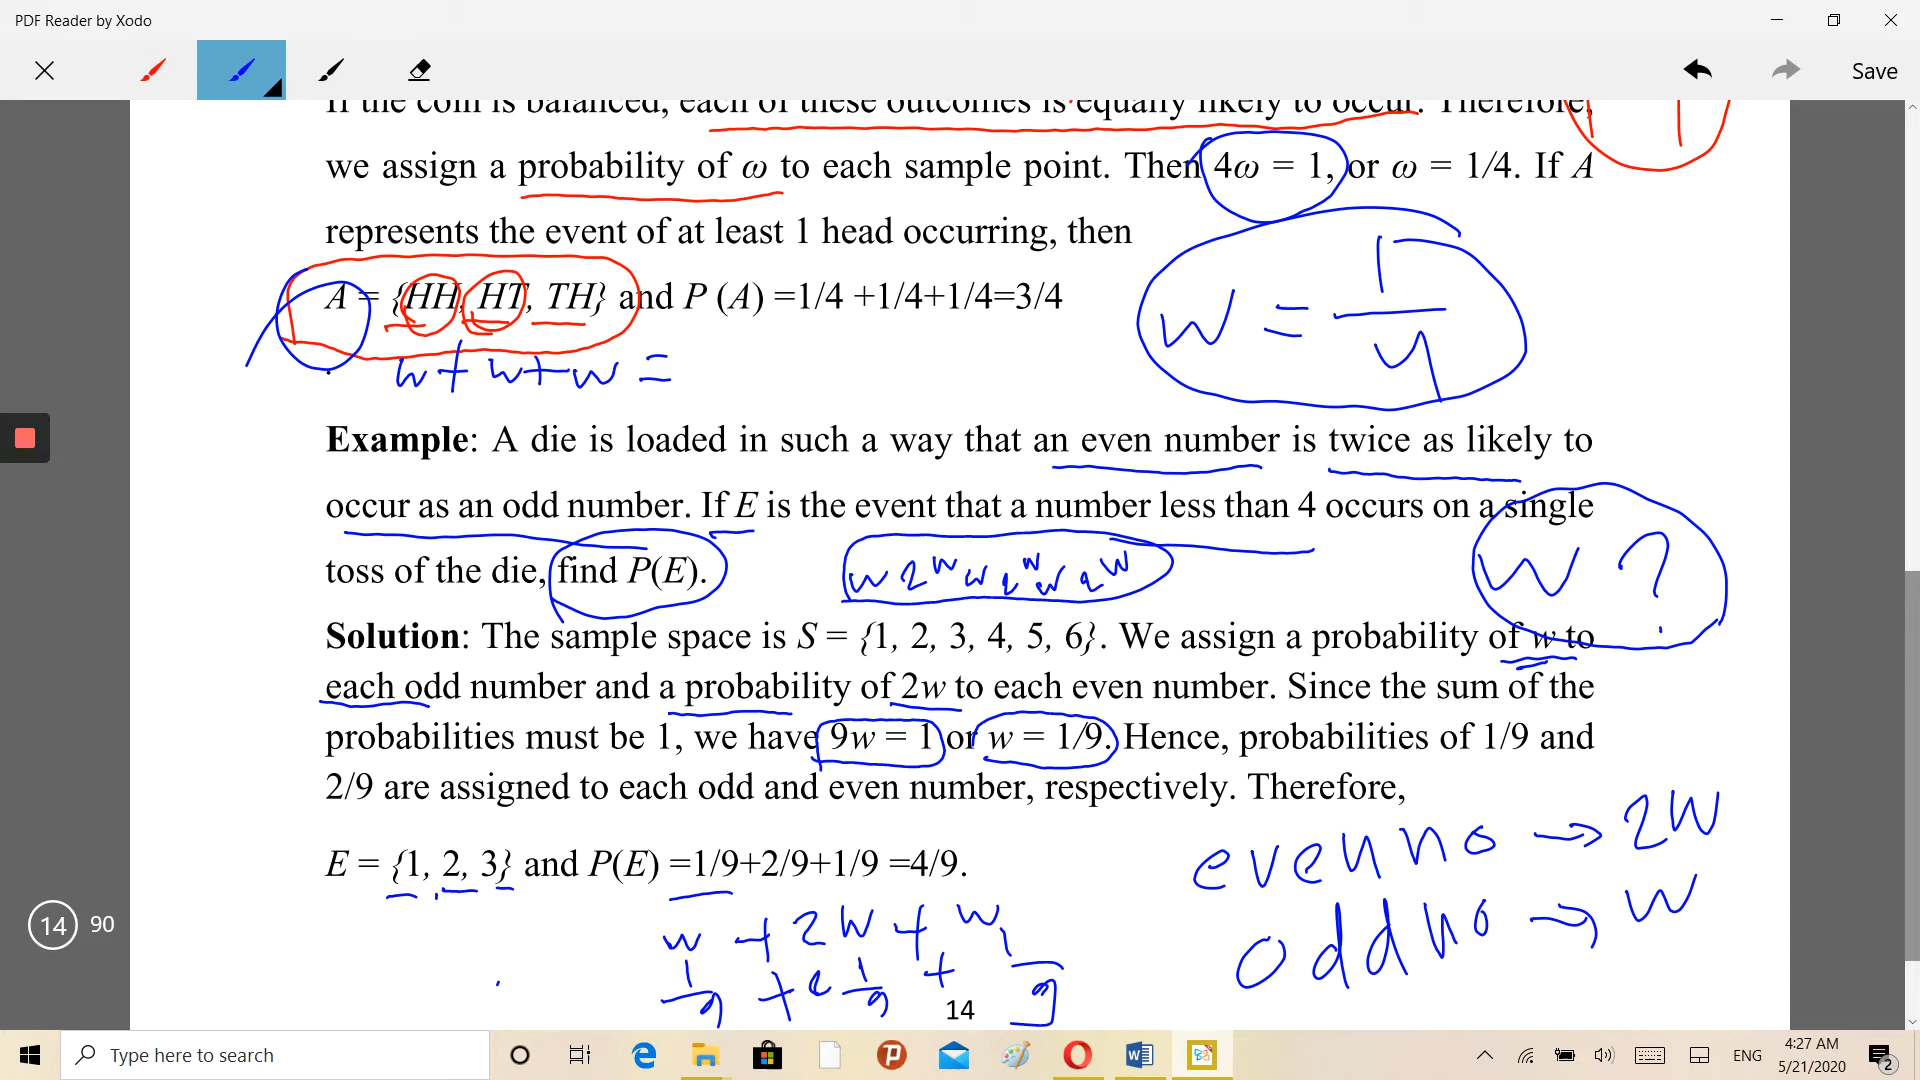 PDF Reader by Xodo
Save
If the coin is balanced, each of these outcomes is equally likely to occur. Therefore,
we assign a probability of ω to each sample point. Then 4ω = 1, or ω = 1/4. If A
represents the event of at least 1 head occurring, then
A = {HH, HT, TH} and P (A) =1/4 +1/4+1/4=3/4
w = 1/4
w + w + w =
Example: A die is loaded in such a way that an even number is twice as likely to
occur as an odd number. If E is the event that a number less than 4 occurs on a single
toss of the die, find P(E).
w 2w w 2w w 2w
w ?
Solution: The sample space is S = {1, 2, 3, 4, 5, 6}. We assign a probability of w to
each odd number and a probability of 2w to each even number. Since the sum of the
probabilities must be 1, we have 9w = 1 or w = 1/9. Hence, probabilities of 1/9 and
2/9 are assigned to each odd and even number, respectively. Therefore,
even no → 2w
E = {1, 2, 3} and P(E) =1/9+2/9+1/9 =4/9.
odd no → w
w + 2w + w
1/9 + 2 1/9 + 1/9
14 90
14
Type here to search
ENG
4:27 AM
5/21/2020
2